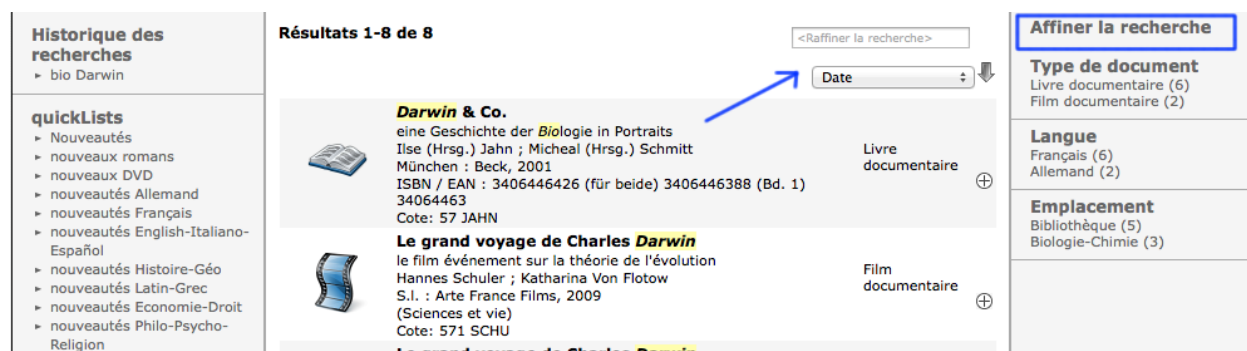 Historique des
recherches
bio Darwin
quickLists
Nouveautés
nouveaux romans
nouveaux DVD
nouveautés Allemand
nouveautés Français
nouveautés English-Italiano-
Español
nouveautés Histoire-Géo
nouveautés Latin-Grec
nouveautés Economie-Droit
nouveautés Philo-Psycho-
Religion
Résultats 1-8 de 8
<Raffiner la recherche>
Date
Darwin & Co.
eine Geschichte der Biologie in Portraits
Ilse (Hrsg.) Jahn ; Micheal (Hrsg.) Schmitt
München : Beck, 2001
ISBN / EAN : 3406446426 (für beide) 3406446388 (Bd. 1)
34064463
Cote: 57 JAHN
Livre
documentaire
Le grand voyage de Charles Darwin
le film événement sur la théorie de l'évolution
Hannes Schuler ; Katharina Von Flotow
S.l. : Arte France Films, 2009
(Sciences et vie)
Cote: 571 SCHU
Film
documentaire
Le grand voyage de Charles Darwin
Affiner la recherche
Type de document
Livre documentaire (6)
Film documentaire (2)
Langue
Français (6)
Allemand (2)
Emplacement
Bibliothèque (5)
Biologie-Chimie (3)